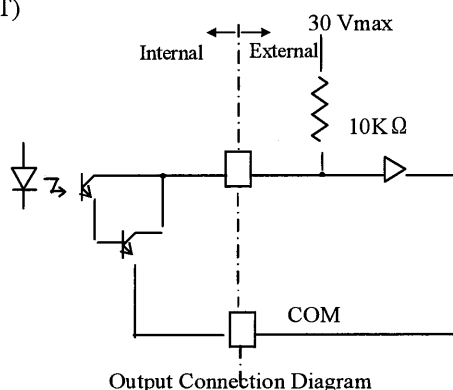 T)
30 Vmax
Internal
External
10KΩ
COM
Output Connection Diagram